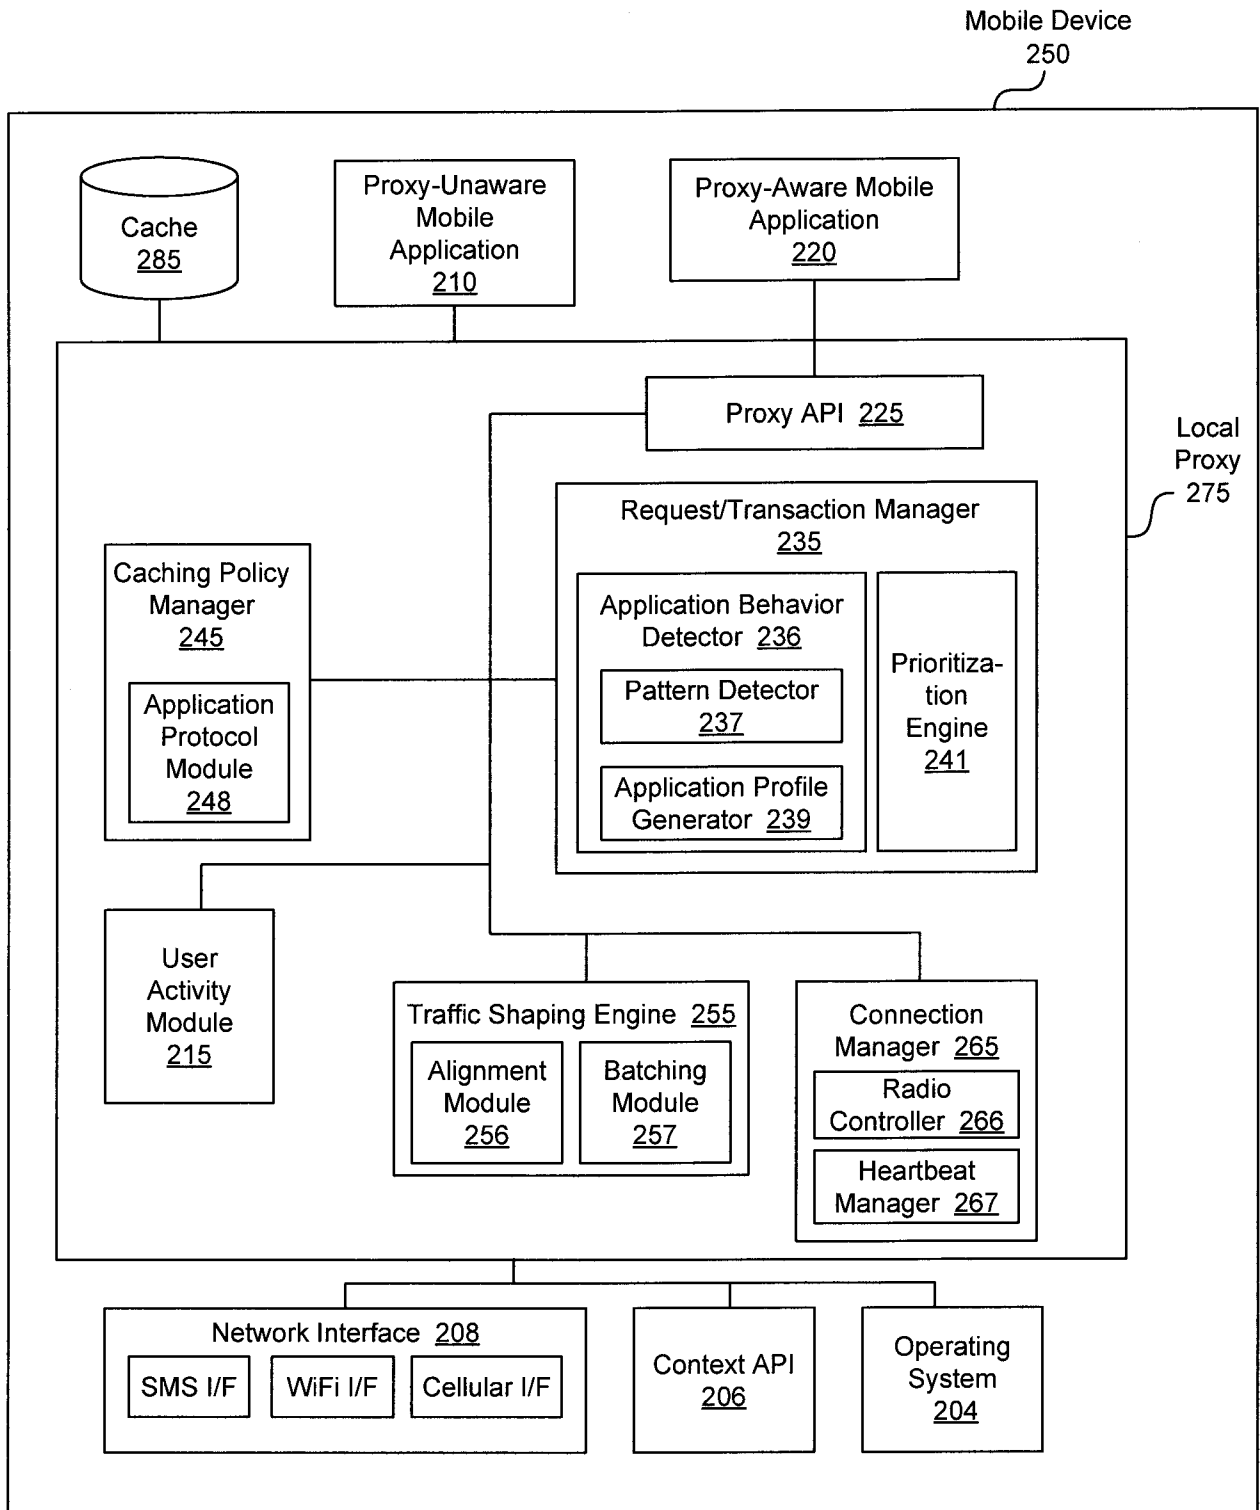 Mobile Device
250
Cache
285
Proxy-Unaware
Mobile
Application
210
Proxy-Aware Mobile
Application
220
Proxy API 225
Local
Proxy
275
Request/Transaction Manager
235
Application Behavior
Detector 236
Pattern Detector
237
Application Profile
Generator 239
Prioritiza-
tion
Engine
241
Caching Policy
Manager
245
Application
Protocol
Module
248
User
Activity
Module
215
Traffic Shaping Engine 255
Alignment
Module
256
Batching
Module
257
Connection
Manager 265
Radio
Controller 266
Heartbeat
Manager 267
Network Interface 208
SMS I/F
WiFi I/F
Cellular I/F
Context API
206
Operating
System
204